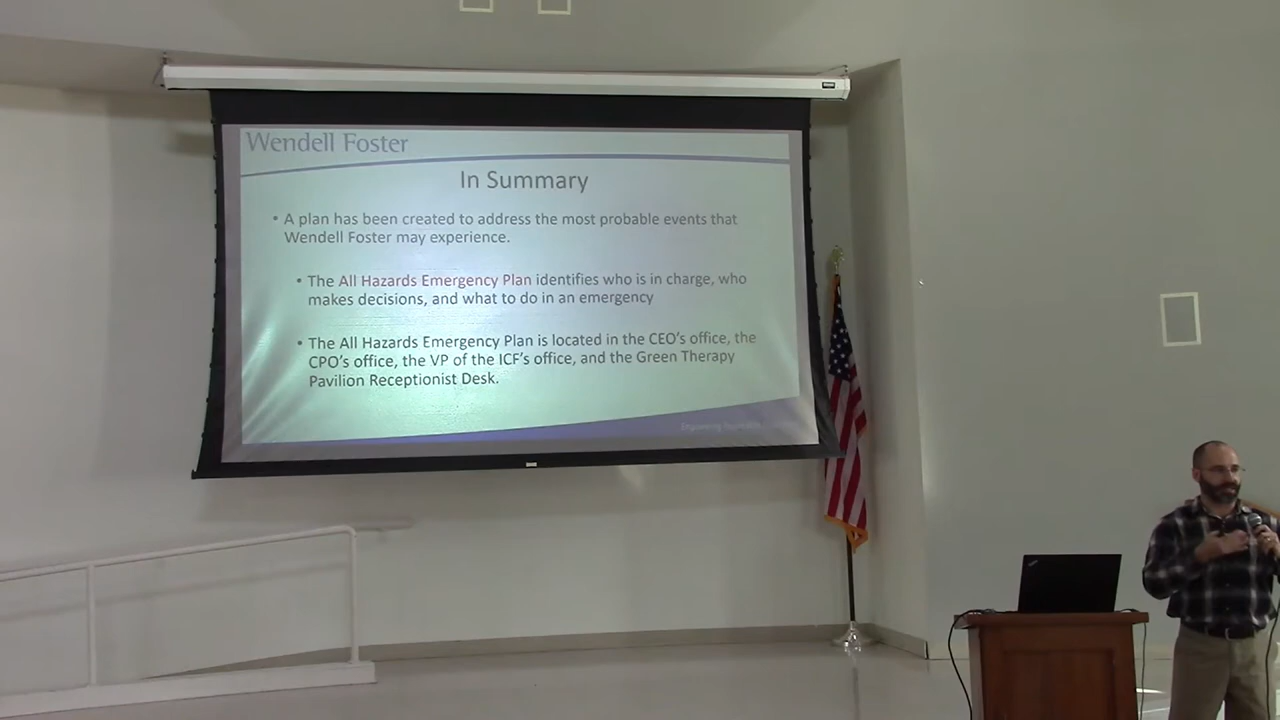 Wendell Foster
In Summary
• A plan has been created to address the most probable events that
Wendell Foster may experience.
• The All Hazards Emergency Plan identifies who is in charge, who
makes decisions, and what to do in an emergency
• The All Hazards Emergency Plan is located in the CEO's office, the
CPO's office, the VP of the ICF's office, and the Green Therapy
Pavilion Receptionist Desk.
Empowering